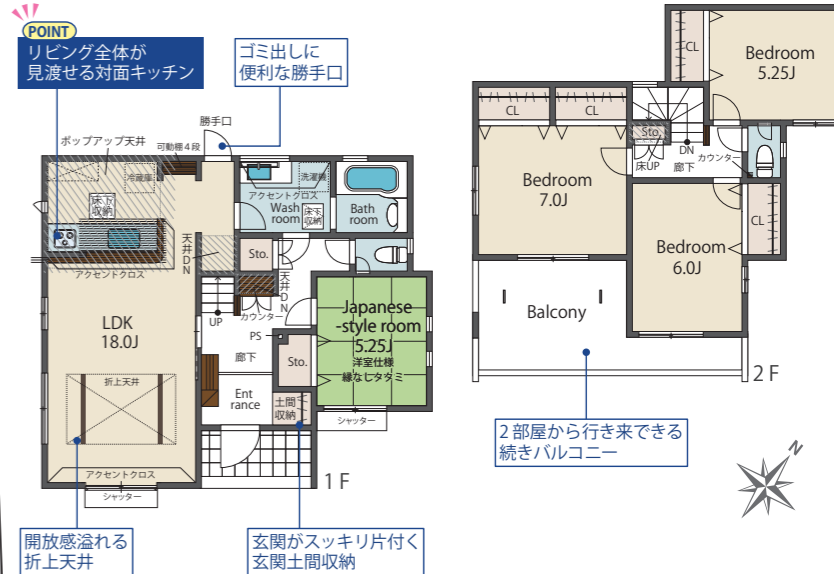 POINT
リビング全体が
見渡せる対面キッチン
ゴミ出しに
便利な勝手口
勝手口
ポップアップ天井
可動棚4段
冷蔵庫
床下
収納
アクセントクロス
天井DN
洗濯機
アクセントクロス
Wash
room
床下
収納
Bath
room
Sto.
天井DN
カウンター
UP
PS
廊下
Sto.
LDK
18.0J
折上天井
アクセントクロス
シャッター
Ent
rance
土間
収納
Japanese
-style room
5.25J
洋室仕様
縁なしタタミ
シャッター
1F
開放感溢れる
折上天井
玄関がスッキリ片付く
玄関土間収納
CL
Bedroom
5.25J
CL
CL
Sto.
DN
床UP
廊下
カウンター
Bedroom
7.0J
CL
Bedroom
6.0J
Balcony
2F
2部屋から行き来できる
続きバルコニー
N